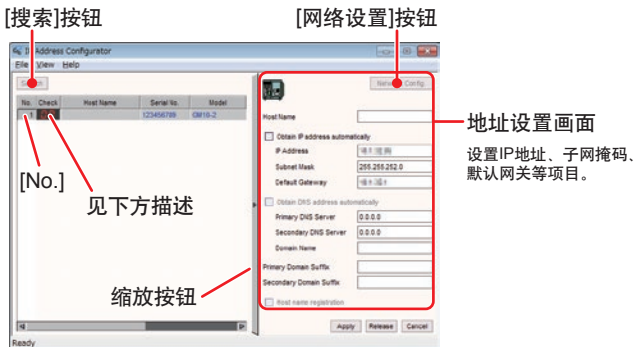 [搜索]按钮
[网络设置]按钮
IP Address Configurator
File View Help
Network Config.
No. Check Host Name Serial No. Model
1 123456789 GM10-2
Host Name
Obtain IP address automatically
IP Address
Subnet Mask 255.255.252.0
Default Gateway
Obtain DNS address automatically
Primary DNS Server 0.0.0.0
Secondary DNS Server 0.0.0.0
Domain Name
Primary Domain Suffix
Secondary Domain Suffix
Host name registration
Apply Release Cancel
Ready
地址设置画面
设置IP地址、子网掩码、
默认网关等项目。
[No.]
见下方描述
缩放按钮